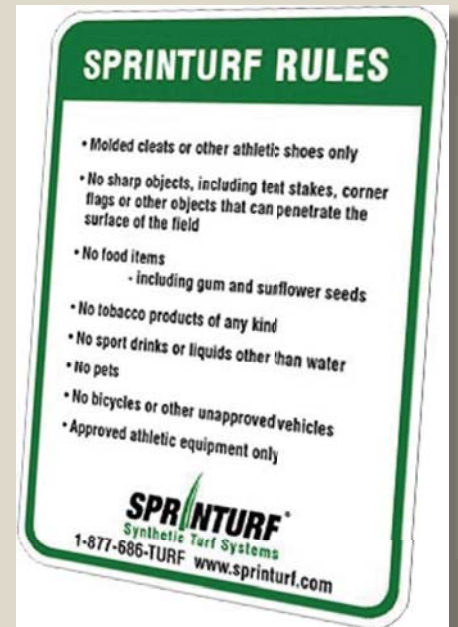 SPRINTURF RULES
• Molded cleats or other athletic shoes only
• No sharp objects, including tent stakes, corner
flags or other objects that can penetrate the
surface of the field
• No food items
- including gum and sunflower seeds
• No tobacco products of any kind
• No sport drinks or liquids other than water
• No pets
• No bicycles or other unapproved vehicles
• Approved athletic equipment only
SPRINTURF®
Synthetic Turf Systems
1-877-686-TURF www.sprinturf.com